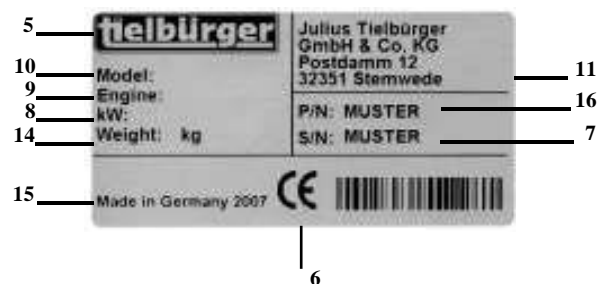 5
tielbürger
Julius Tielbürger
GmbH & Co. KG
Postdamm 12
32351 Stemwede
11
10
Model:
9
Engine:
8
kW:
14
Weight: kg
P/N: MUSTER
16
S/N: MUSTER
7
15
Made in Germany 2007
CE
6